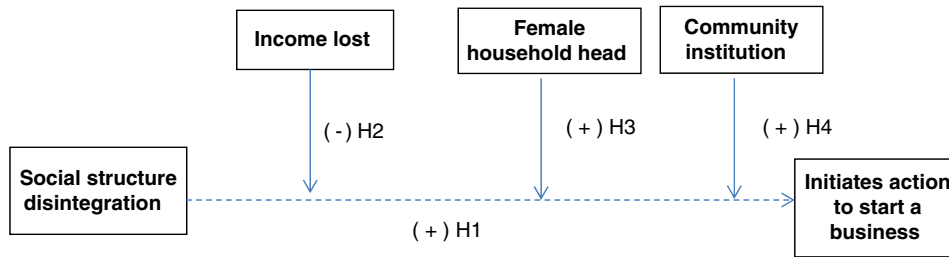 Income lost
Female
household head
Community
institution
( - ) H2
( + ) H3
( + ) H4
Social structure
disintegration
Initiates action
to start a
business
( + ) H1